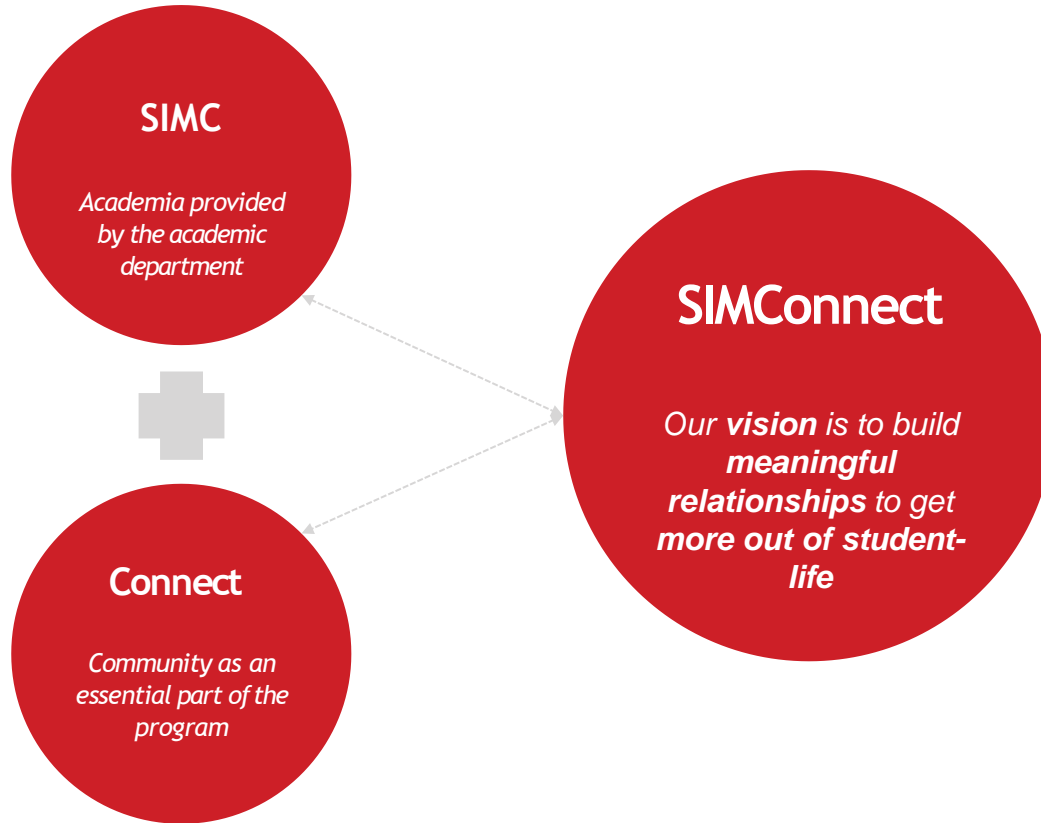 SIMC
Academia provided
by the academic
department
Connect
Community as an
essential part of the
program
SIMConnect
Our vision is to build
meaningful
relationships to get
more out of student-
life